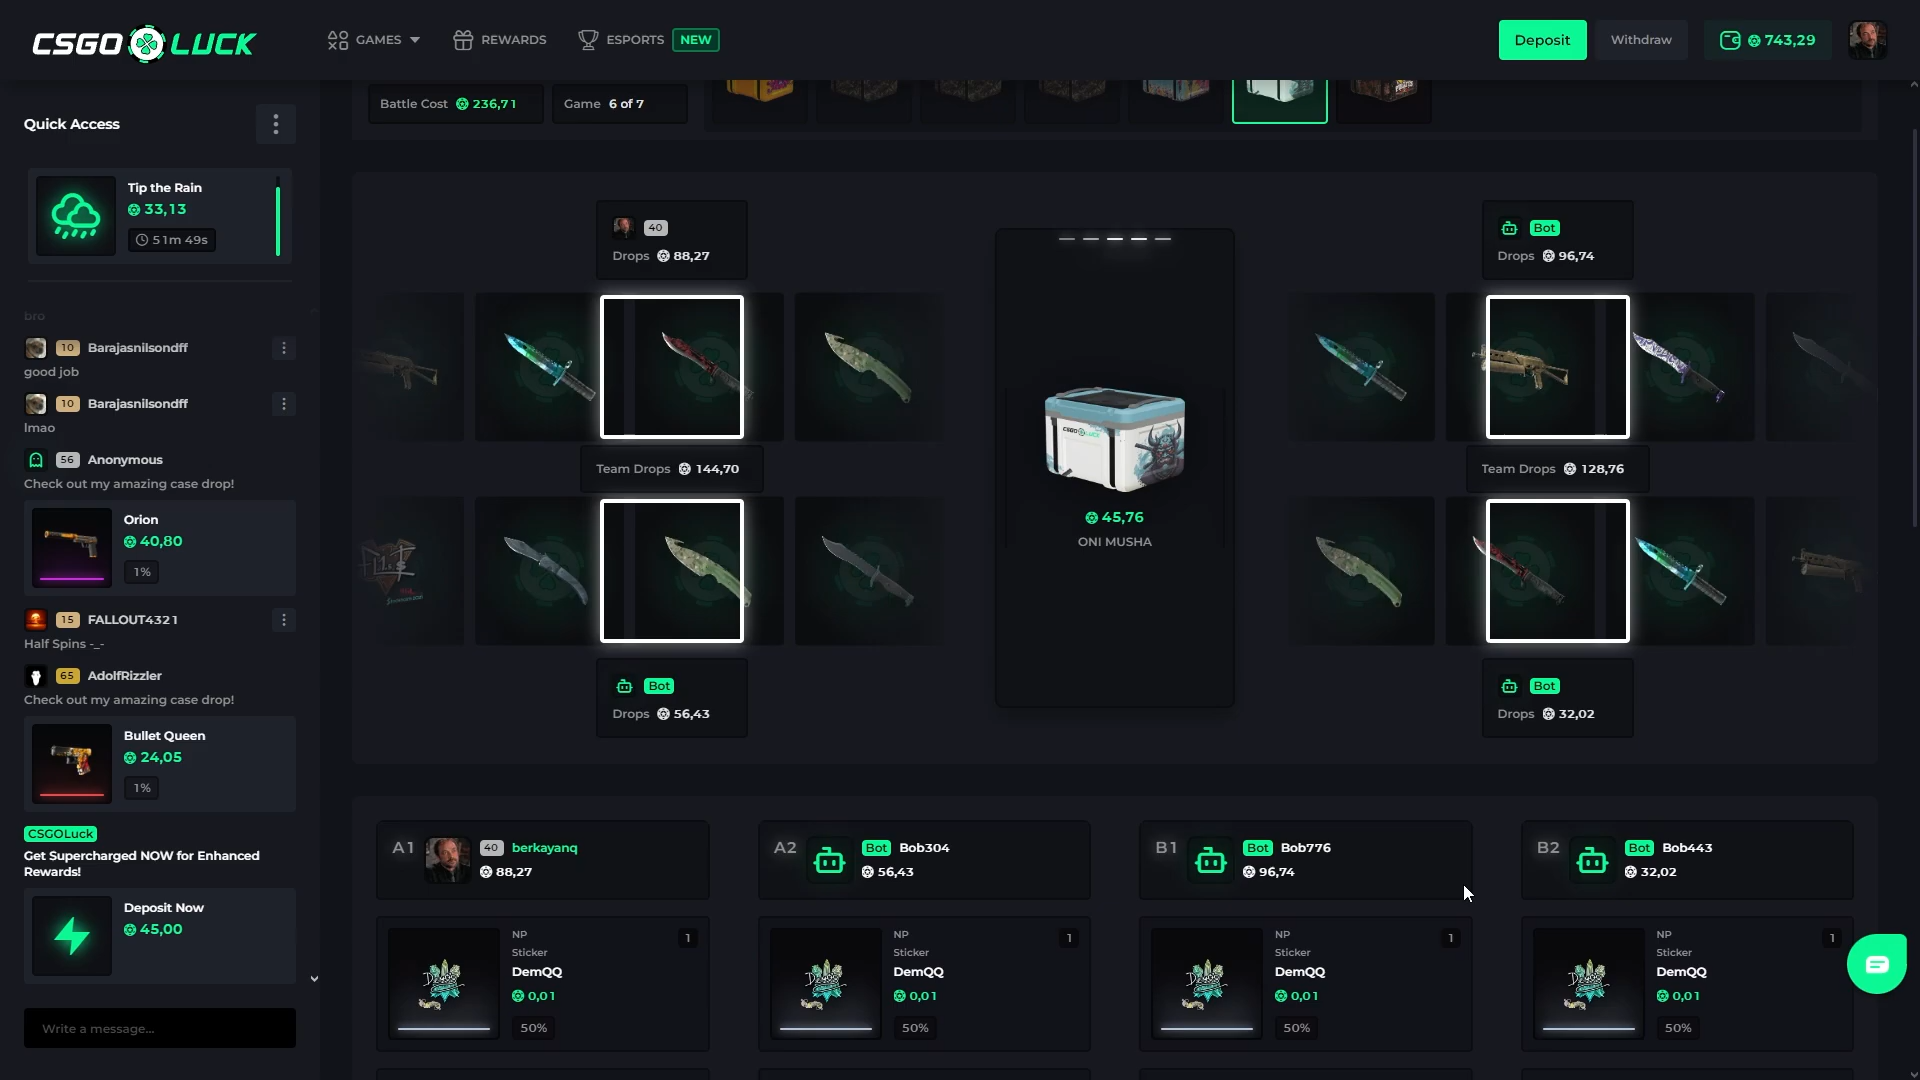 CSGO LUCK
GAMES
REWARDS
ESPORTS NEW
Deposit
Withdraw
743,29
Quick Access
Tip the Rain
33,13
51m 49s
bro
10 Barajasnilsondff
good job
10 Barajasnilsondff
lmao
56 Anonymous
Check out my amazing case drop!
Orion
40,80
1%
15 FALLOUT4321
Half Spins -_-
65 AdolfRizzler
Check out my amazing case drop!
Bullet Queen
24,05
1%
CSGOLuck
Get Supercharged NOW for Enhanced
Rewards!
Deposit Now
45,00
Write a message...
Battle Cost 236,71
Game 6 of 7
40
Drops 88,27
Team Drops 144,70
Bot
Drops 56,43
CSGO LUCK
45,76
ONI MUSHA
Bot
Drops 96,74
Team Drops 128,76
Bot
Drops 32,02
A1 40 berkayanq
88,27
A2 Bot Bob304
56,43
B1 Bot Bob776
96,74
B2 Bot Bob443
32,02
NP 1
Sticker
DemQQ
0,01
50%
NP 1
Sticker
DemQQ
0,01
50%
NP 1
Sticker
DemQQ
0,01
50%
NP 1
Sticker
DemQQ
0,01
50%